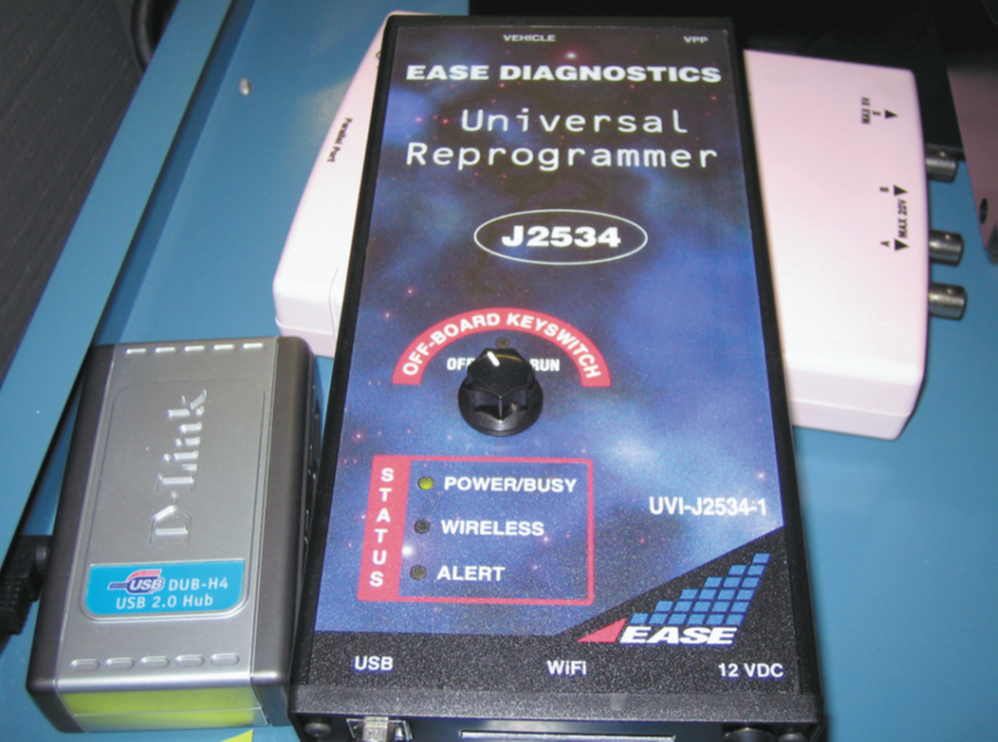 VEHICLE
VPP
EASE DIAGNOSTICS
Universal
Reprogrammer
J2534
OFF-BOARD KEYSWITCH
OFF RUN
STATUS
POWER/BUSY
WIRELESS
ALERT
UVI-J2534-1
EASE
USB
WiFi
12 VDC
D-Link
USB DUB-H4
USB 2.0 Hub
Parallel Port
B
MAX 20V
A